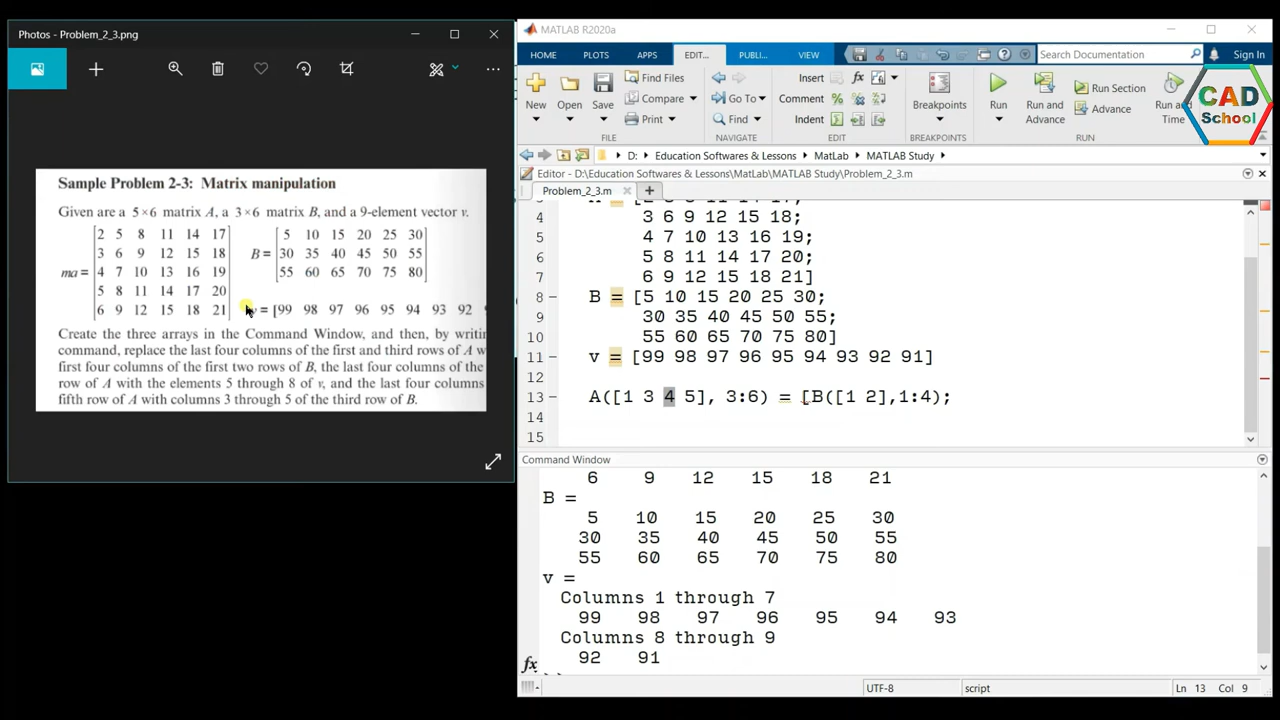 Photos - Problem_2_3.png
Sample Problem 2-3: Matrix manipulation
Given are a 5×6 matrix A, a 3×6 matrix B, and a 9-element vector v.
2 5 8 11 14 17
3 6 9 12 15 18
ma = 4 7 10 13 16 19
5 8 11 14 17 20
6 9 12 15 18 21
5 10 15 20 25 30
B = 30 35 40 45 50 55
55 60 65 70 75 80
= [99 98 97 96 95 94 93 92
Create the three arrays in the Command Window, and then, by writin
command, replace the last four columns of the first and third rows of A w
first four columns of the first two rows of B, the last four columns of the
row of A with the elements 5 through 8 of v, and the last four columns
fifth row of A with columns 3 through 5 of the third row of B.
MATLAB R2020a
HOME PLOTS APPS EDIT... PUBLI... VIEW Search Documentation Sign In
New Open Save Find Files Compare Print
Go To Find
Insert fx Comment % Indent
Breakpoints Run Run and Advance Run Section Advance Run and Time
FILE NAVIGATE EDIT BREAKPOINTS RUN
CAD School
D: Education Softwares & Lessons MatLab MATLAB Study
Editor - D:\Education Softwares & Lessons\MatLab\MATLAB Study\Problem_2_3.m
Problem_2_3.m
4 3 6 9 12 15 18;
5 4 7 10 13 16 19;
6 5 8 11 14 17 20;
7 6 9 12 15 18 21]
8 B = [5 10 15 20 25 30;
9 30 35 40 45 50 55;
10 55 60 65 70 75 80]
11 v = [99 98 97 96 95 94 93 92 91]
12
13 A([1 3 4 5], 3:6) = [B([1 2],1:4);
14
15
Command Window
6 9 12 15 18 21
B =
5 10 15 20 25 30
30 35 40 45 50 55
55 60 65 70 75 80
v =
Columns 1 through 7
99 98 97 96 95 94 93
Columns 8 through 9
92 91
fx
UTF-8 script Ln 13 Col 9